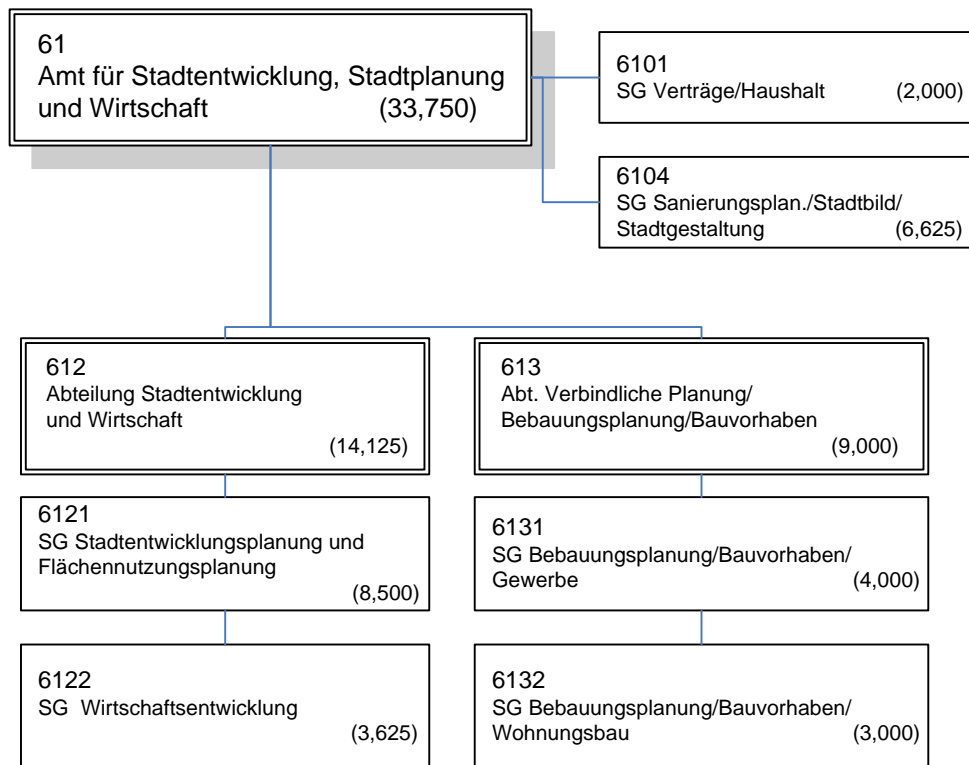 61
Amt für Stadtentwicklung, Stadtplanung
und Wirtschaft (33,750)
6101
SG Verträge/Haushalt (2,000)
6104
SG Sanierungsplan./Stadtbild/
Stadtgestaltung (6,625)
612
Abteilung Stadtentwicklung
und Wirtschaft
(14,125)
613
Abt. Verbindliche Planung/
Bebauungsplanung/Bauvorhaben
(9,000)
6121
SG Stadtentwicklungsplanung und
Flächennutzungsplanung
(8,500)
6131
SG Bebauungsplanung/Bauvorhaben/
Gewerbe (4,000)
6122
SG Wirtschaftsentwicklung
(3,625)
6132
SG Bebauungsplanung/Bauvorhaben/
Wohnungsbau (3,000)